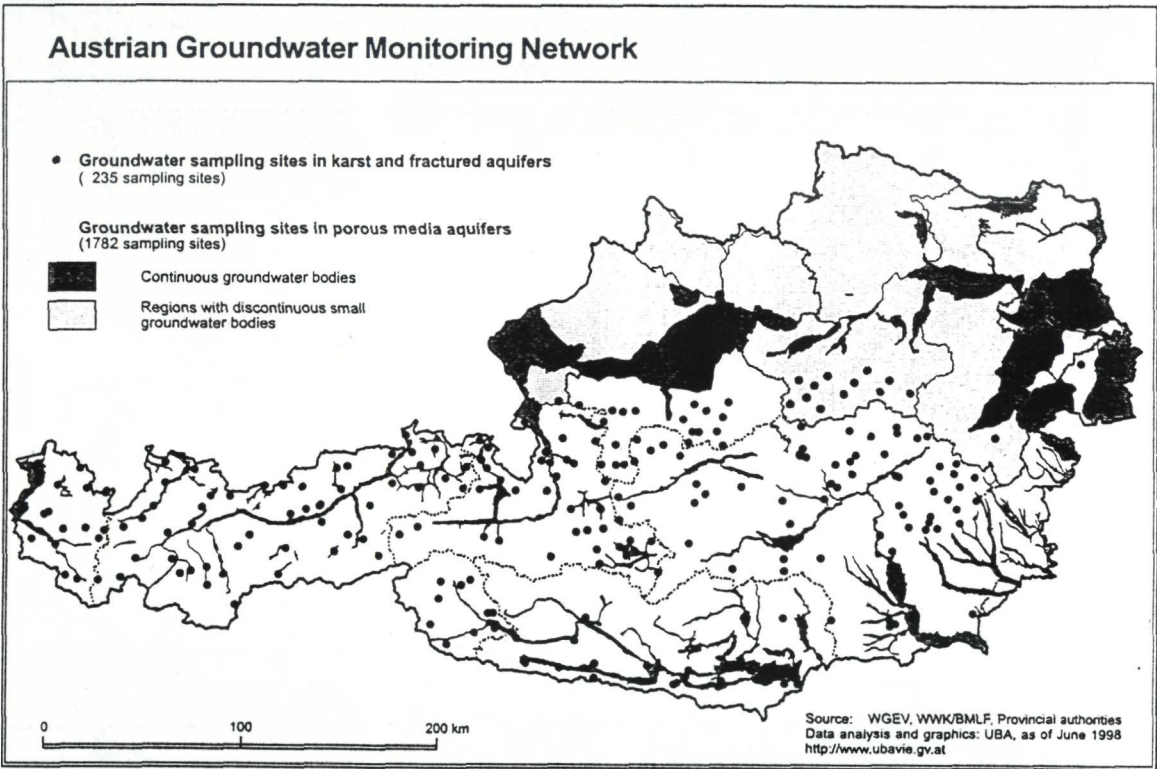 Austrian Groundwater Monitoring Network
Groundwater sampling sites in karst and fractured aquifers
( 235 sampling sites)
Groundwater sampling sites in porous media aquifers
(1782 sampling sites)
Continuous groundwater bodies
Regions with discontinuous small
groundwater bodies
0 100 200 km
Source: WGEV, WWK/BMLF, Provincial authorities
Data analysis and graphics: UBA, as of June 1998
http://www.ubavie.gv.at